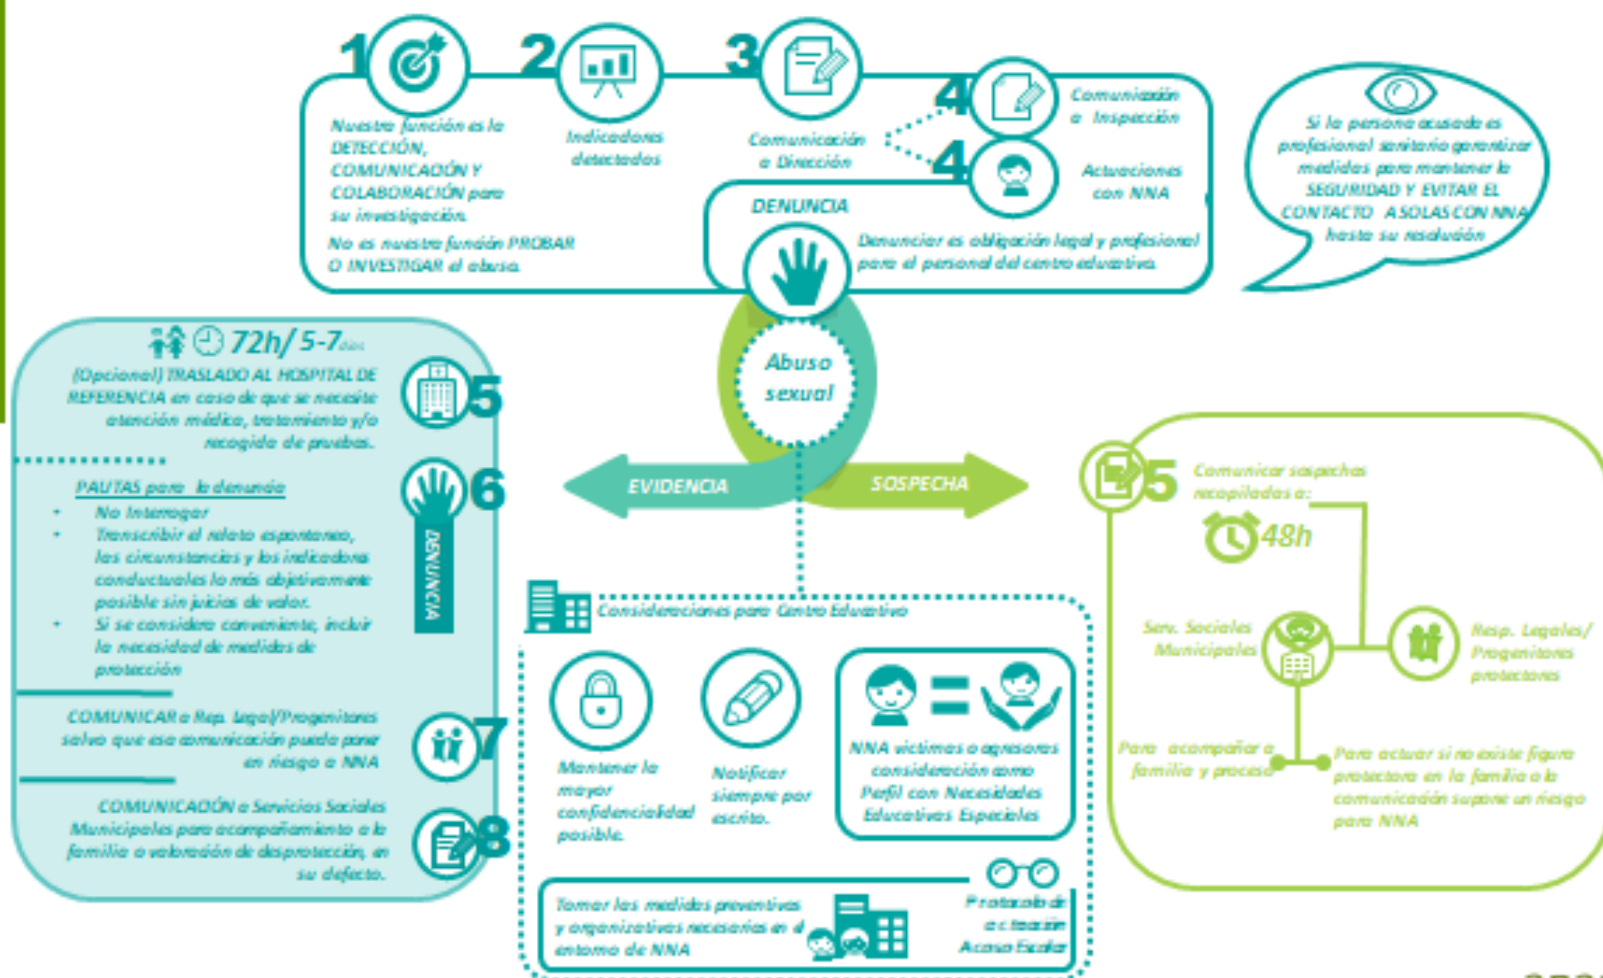 1
Nuestra función es la
DETECCIÓN,
COMUNICACIÓN Y
COLABORACIÓN para
su investigación.
No es nuestra función PROBAR
O INVESTIGAR el abuso.
2
Indicadores
detectados
3
Comunicación
a Dirección
4
Comunicación
a Inspección
4
Actuaciones
con NNA
DENUNCIA
Denunciar es obligación legal y profesional
para el personal del centro educativo.
Si la persona acusada es
profesional sanitario garantizar
medidas para mantener la
SEGURIDAD Y EVITAR EL
CONTACTO A SOLAS CON NNA
hasta su resolución
Abuso
sexual
EVIDENCIA
SOSPECHA
72h/ 5-7 días
(Opcional) TRASLADO AL HOSPITAL DE
REFERENCIA en caso de que se necesite
atención médica, tratamiento y/o
recogida de pruebas.
5
PAUTAS para la denuncia
• No Interrogar
• Transcribir el relato espontaneo,
las circunstancias y los indicadores
conductuales lo más objetivamente
posible sin juicios de valor.
• Si se considera conveniente, incluir
la necesidad de medidas de
protección
6
DENUNCIA
COMUNICAR a Rep. Legal/Progenitores
salvo que esa comunicación pueda poner
en riesgo a NNA
7
COMUNICACIÓN a Servicios Sociales
Municipales para acompañamiento a la
familia o valoración de desprotección, en
su defecto.
8
5
Comunicar sospechas
recopiladas a:
48h
Serv. Sociales
Municipales
Resp. Legales/
Progenitores
protectores
Para acompañar a
familia y proceso
Para actuar si no existe figura
protectora en la familia o la
comunicación supone un riesgo
para NNA
Consideraciones para Centro Educativo
Mantener la
mayor
confidencialidad
posible.
Notificar
siempre por
escrito.
NNA victimas o agresores
consideración como
Perfil con Necesidades
Educativas Especiales
Tomar las medidas preventivas
y organizativas necesarias en el
entorno de NNA
Protocolo de
actuación
Acoso Escolar